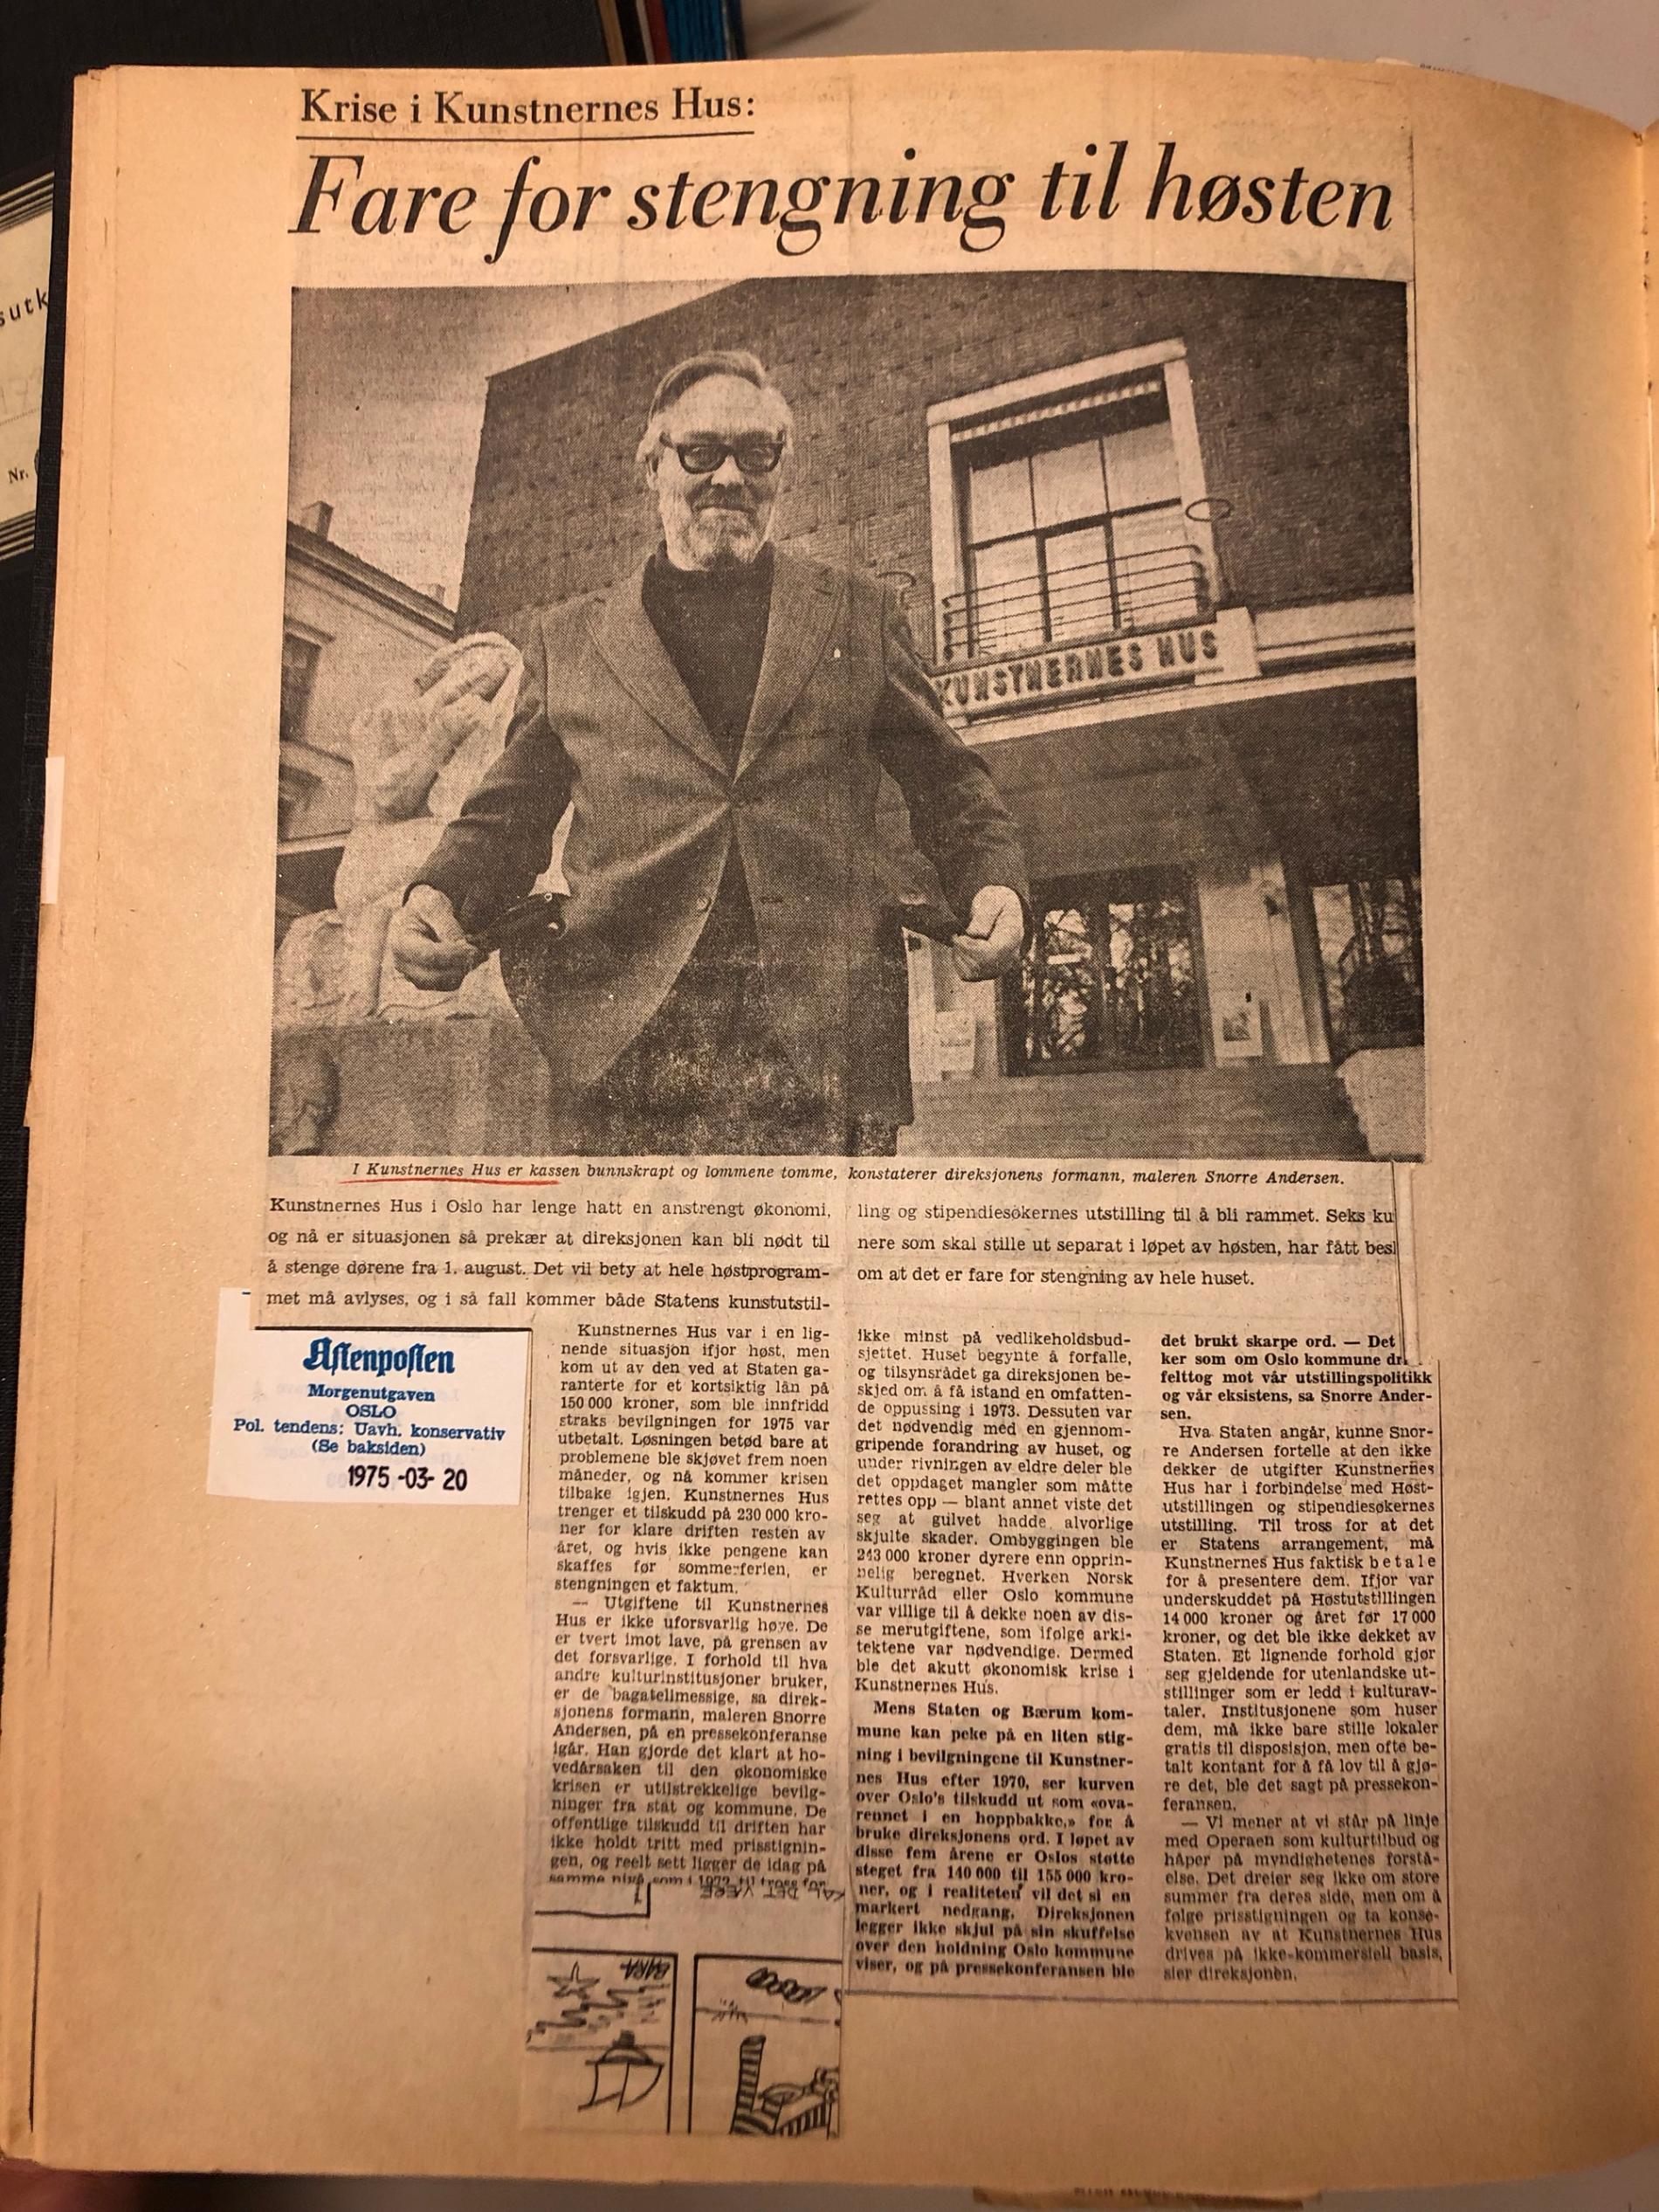 Krise i Kunstnernes Hus:
Fare for stengning til høsten
KUNSTNERNES HUS
I Kunstnernes Hus er kassen bunnskrapt og lommene tomme, konstaterer direksjonens formann, maleren Snorre Andersen.
Kunstnernes Hus i Oslo har lenge hatt en anstrengt økonomi,
og nå er situasjonen så prekær at direksjonen kan bli nødt til
å stenge dørene fra 1. august. Det vil bety at hele høstprogram-
met må avlyses, og i så fall kommer både Statens kunstutstil-
ling og stipendiesøkernes utstilling til å bli rammet. Seks ku
nere som skal stille ut separat i løpet av høsten, har fått besl
om at det er fare for stengning av hele huset.
Aftenposten
Morgenutgaven
OSLO
Pol. tendens: Uavh. konservativ
(Se baksiden)
1975-03-20
Kunstnernes Hus var i en lig-
nende situasjon ifjor høst, men
kom ut av den ved at Staten ga-
ranterte for et kortsiktig lån på
150 000 kroner, som ble innfridd
straks bevilgningen for 1975 var
utbetalt. Løsningen betød bare at
problemene ble skjøvet frem noen
måneder, og nå kommer krisen
tilbake igjen. Kunstnernes Hus
trenger et tilskudd på 230 000 kro-
ner for klare driften resten av
året, og hvis ikke pengene kan
skaffes før sommerferien, er
stengningen et faktum.
— Utgiftene til Kunstnernes
Hus er ikke uforsvarlig høye. De
er tvert imot lave, på grensen av
det forsvarlige. I forhold til hva
andre kulturinstitusjoner bruker,
er de bagatellmessige, sa direk-
sjonens formann, maleren Snorre
Andersen, på en pressekonferanse
igår. Han gjorde det klart at ho-
vedårsaken til den økonomiske
krisen er utilstrekkelige bevilg-
ninger fra stat og kommune. De
offentlige tilskudd til driften har
ikke holdt tritt med prisstignin-
gen, og reelt sett ligger de idag på
samme nivå som i 1972 til tross for
ikke minst på vedlikeholdsbud-
sjettet. Huset begynte å forfalle,
og tilsynsrådet ga direksjonen be-
skjed om å få istand en omfatten-
de oppussing i 1973. Dessuten var
det nødvendig med en gjennom-
gripende forandring av huset, og
under rivningen av eldre deler ble
det oppdaget mangler som måtte
rettes opp — blant annet viste det
seg at gulvet hadde alvorlige
skjulte skader. Ombyggingen ble
243 000 kroner dyrere enn opprin-
nelig beregnet. Hverken Norsk
Kulturråd eller Oslo kommune
var villige til å dekke noen av dis-
se merutgiftene, som ifølge arki-
tektene var nødvendige. Dermed
ble det akutt økonomisk krise i
Kunstnernes Hus.
Mens Staten og Bærum kom-
mune kan peke på en liten stig-
ning i bevilgningene til Kunstner-
nes Hus efter 1970, ser kurven
over Oslo's tilskudd ut som «ova-
rennet i en hoppbakke,» for å
bruke direksjonens ord. I løpet av
disse fem årene er Oslos støtte
steget fra 140 000 til 155 000 kro-
ner, og i realiteten vil det si en
markert nedgang. Direksjonen
legger ikke skjul på sin skuffelse
over den holdning Oslo kommune
viser, og på pressekonferansen ble
det brukt skarpe ord. — Det
ker som om Oslo kommune dri
felttog mot vår utstillingspolitikk
og vår eksistens, sa Snorre Ander-
sen.
Hva Staten angår, kunne Snor-
re Andersen fortelle at den ikke
dekker de utgifter Kunstnernes
Hus har i forbindelse med Høst-
utstillingen og stipendiesøkernes
utstilling. Til tross for at det
er Statens arrangement, må
Kunstnernes Hus faktisk betale
for å presentere dem. Ifjor var
underskuddet på Høstutstillingen
14 000 kroner og året før 17 000
kroner, og det ble ikke dekket av
Staten. Et lignende forhold gjør
seg gjeldende for utenlandske ut-
stillinger som er ledd i kulturav-
taler. Institusjonene som huser
dem, må ikke bare stille lokaler
gratis til disposisjon, men ofte be-
talt kontant for å få lov til å gjø-
re det, ble det sagt på pressekon-
feransen.
— Vi mener at vi står på linje
med Operaen som kulturtilbud og
håper på myndighetenes forstå-
else. Det dreier seg ikke om store
summer fra deres side, men om å
følge prisstigningen og ta konse-
kvensen av at Kunstnernes Hus
drives på ikke-kommersiell basis,
sier direksjonen.
KAL DET VÆRE
BARA
sutk
Nr.